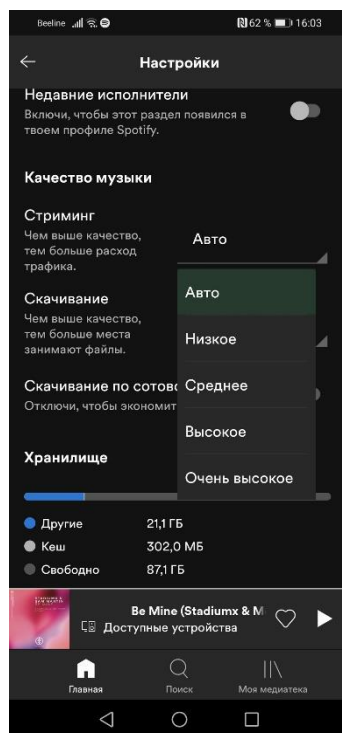 Beeline 62 % 16:03
Настройки
Недавние исполнители
Включи, чтобы этот раздел появился в
твоем профиле Spotify.
Качество музыки
Стриминг
Чем выше качество,
тем больше расход
трафика.
Авто
Авто
Низкое
Среднее
Высокое
Очень высокое
Скачивание
Чем выше качество,
тем больше места
занимают файлы.
Скачивание по сотов
Отключи, чтобы экономит
Хранилище
Другие 21,1 ГБ
Кеш 302,0 МБ
Свободно 87,1 ГБ
Be Mine (Stadiumx & M
Доступные устройства
Главная Поиск Моя медиатека